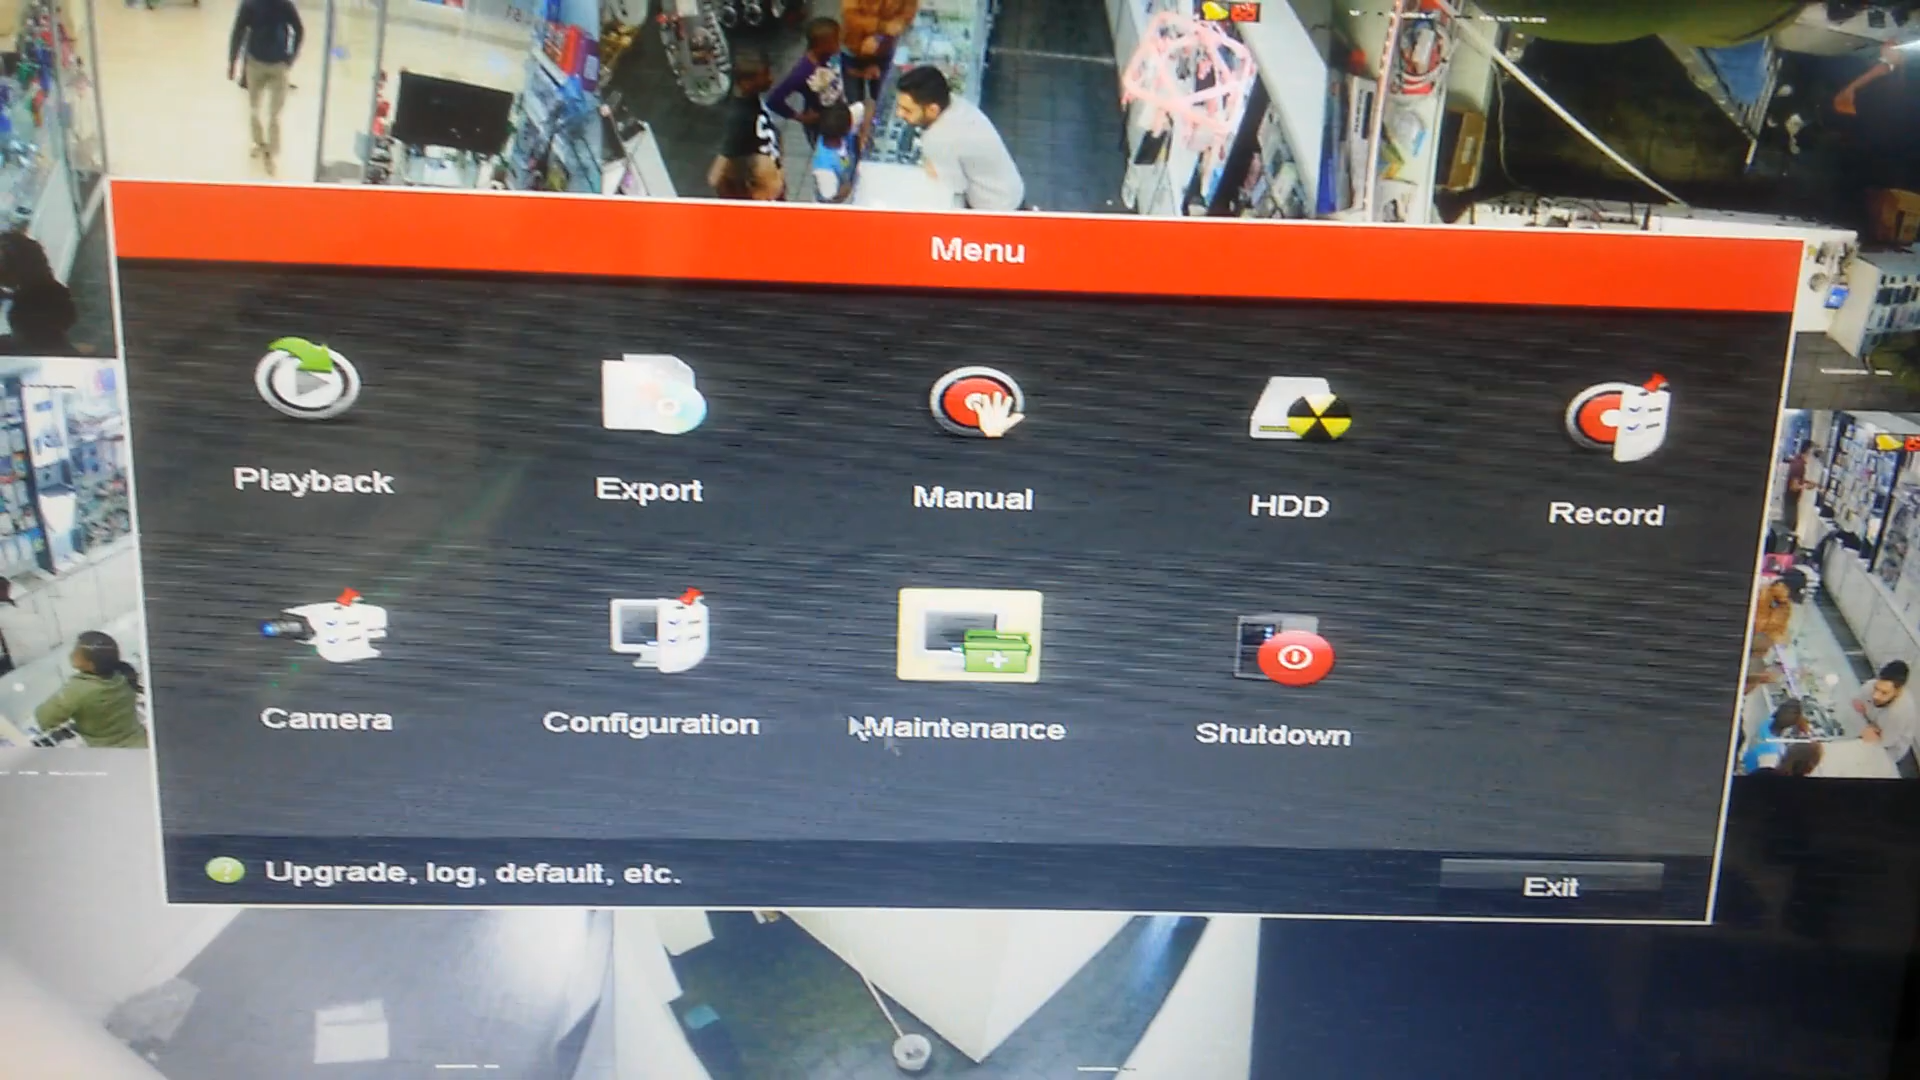 Menu
Playback
Export
Manual
HDD
Record
Camera
Configuration
Maintenance
Shutdown
Upgrade, log, default, etc.
Exit